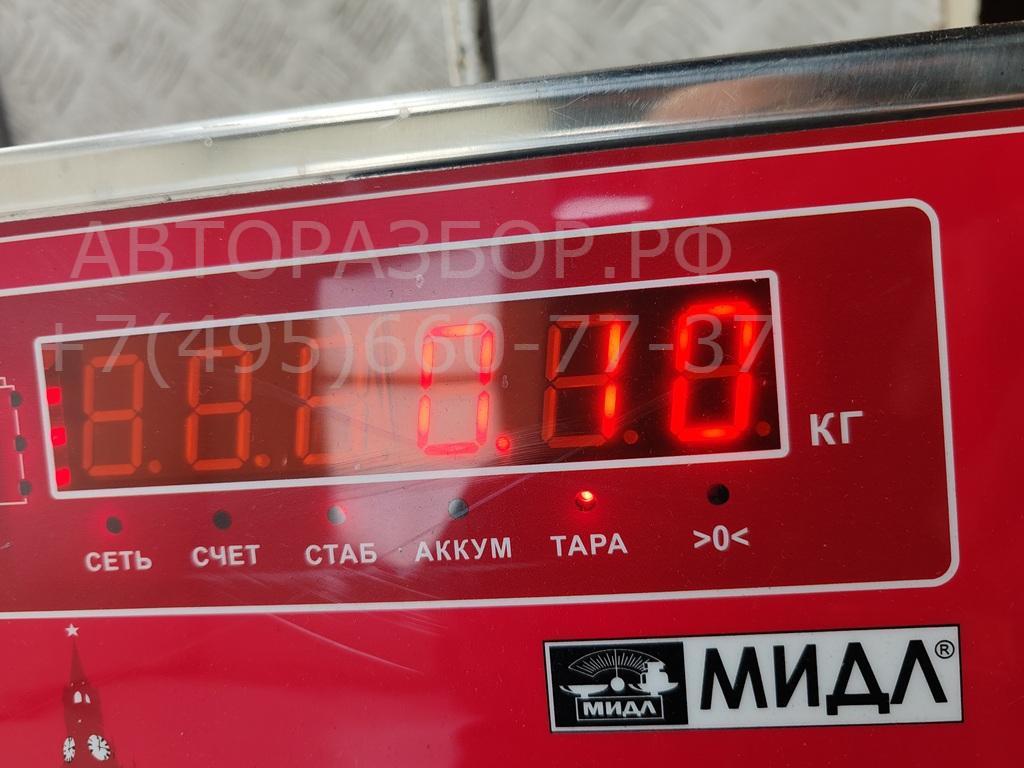 АВТОРАЗБОР.РФ
+7(495)660-77-37
0.10
КГ
СЕТЬ СЧЕТ СТАБ АККУМ ТАРА >0<
МИДЛ МИДЛ®